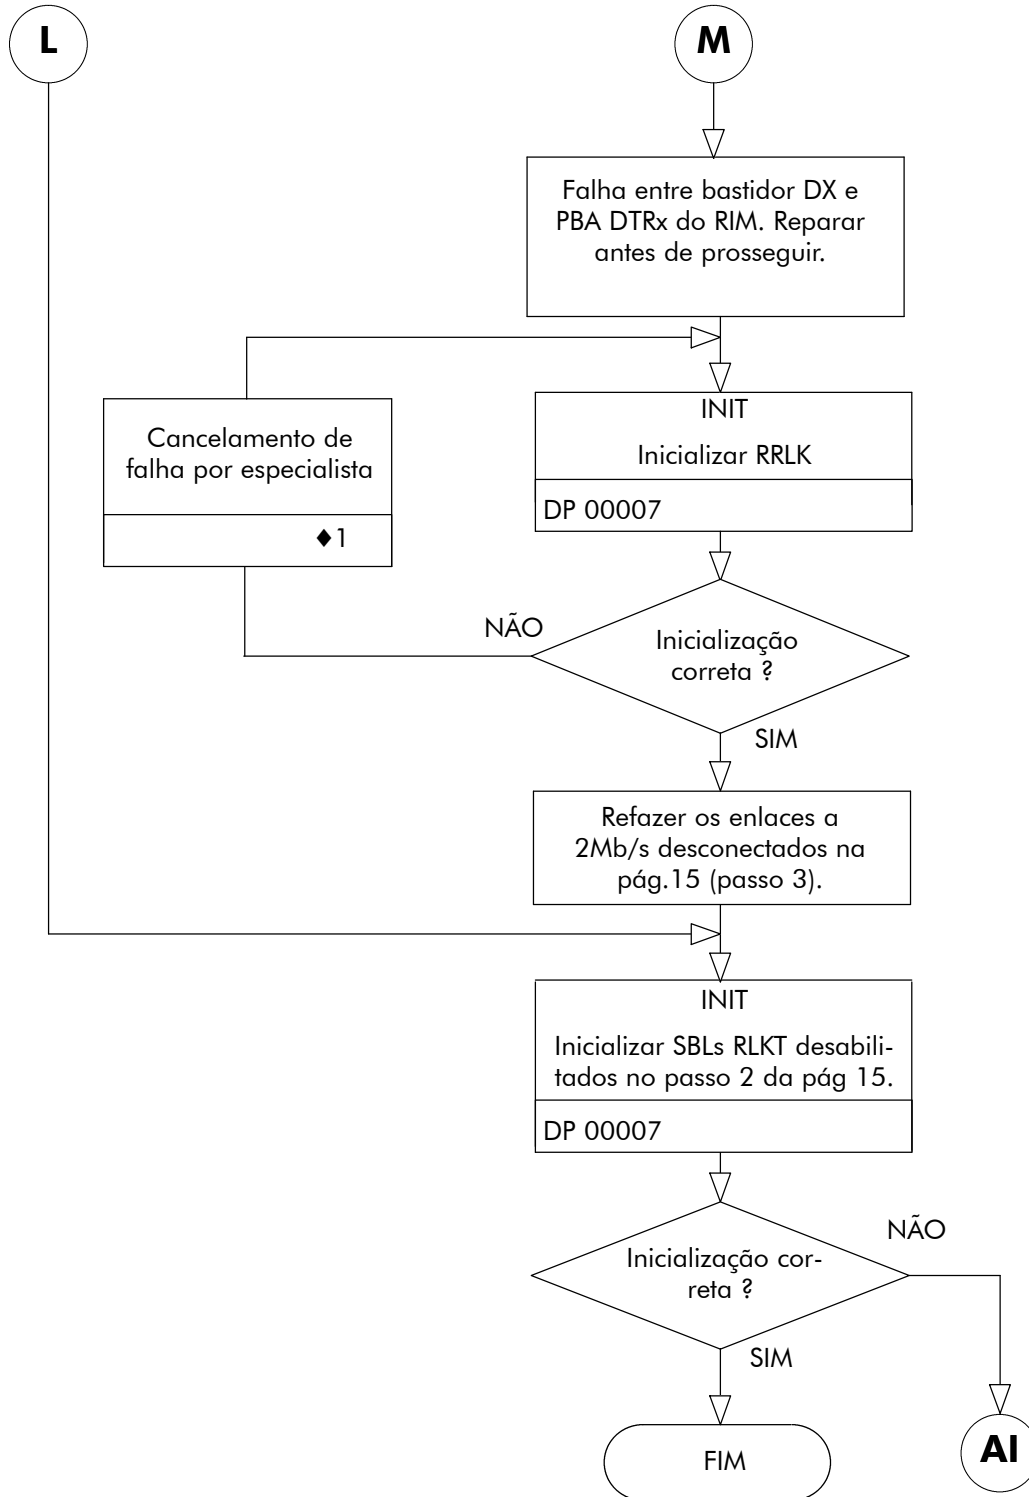 L
M
Falha entre bastidor DX e
PBA DTRx do RIM. Reparar
antes de prosseguir.
INIT
Inicializar RRLK
DP 00007
Cancelamento de
falha por especialista
♦1
NÃO
Inicialização
correta ?
SIM
Refazer os enlaces a
2Mb/s desconectados na
pág.15 (passo 3).
INIT
Inicializar SBLs RLKT desabili-
tados no passo 2 da pág 15.
DP 00007
NÃO
Inicialização cor-
reta ?
SIM
FIM
AI